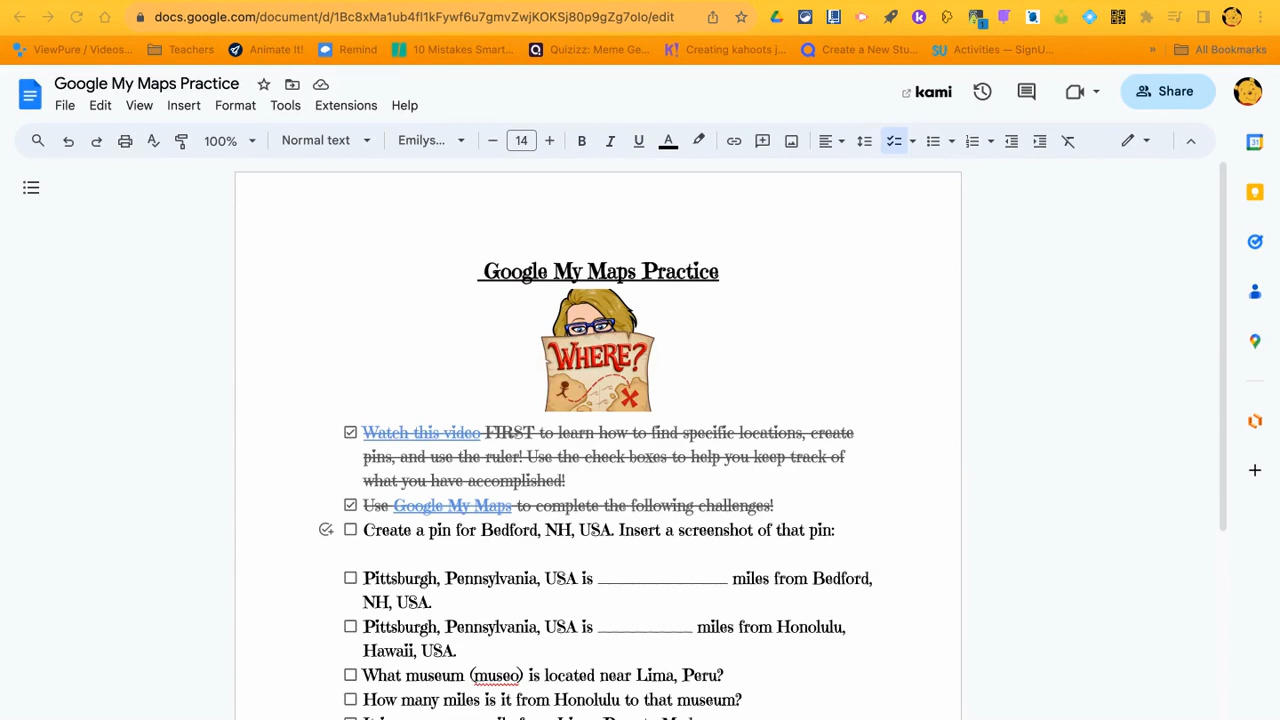 docs.google.com/document/d/1Bc8xMa1ub4fl1kFywf6u7gmvZwjKOKSj80p9gZg7oIo/edit
ViewPure / Videos... Teachers Animate It! Remind 10 Mistakes Smart... Quizizz: Meme Ge... Creating kahoots j... Create a New Stu... Activities — SignU... » All Bookmarks
Google My Maps Practice
File Edit View Insert Format Tools Extensions Help
kami Share
100% Normal text Emilys... 14 B I U A
Google My Maps Practice
WHERE?
Watch this video FIRST to learn how to find specific locations, create
pins, and use the ruler! Use the check boxes to help you keep track of
what you have accomplished!
Use Google My Maps to complete the following challenges!
Create a pin for Bedford, NH, USA. Insert a screenshot of that pin:
Pittsburgh, Pennsylvania, USA is ______________ miles from Bedford,
NH, USA.
Pittsburgh, Pennsylvania, USA is __________ miles from Honolulu,
Hawaii, USA.
What museum (museo) is located near Lima, Peru?
How many miles is it from Honolulu to that museum?